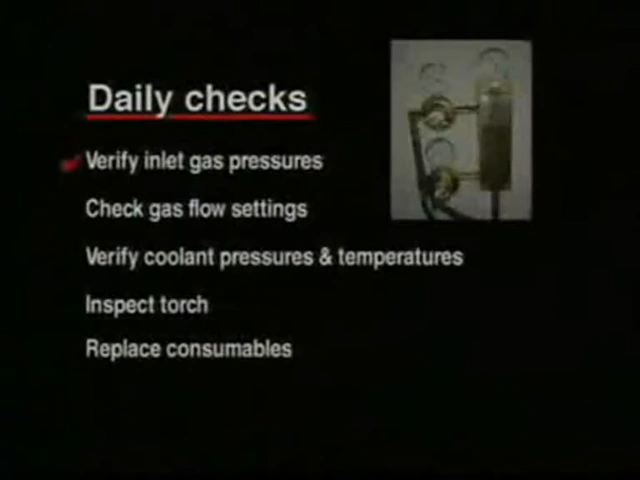 Daily checks
Verify inlet gas pressures
Check gas flow settings
Verify coolant pressures & temperatures
Inspect torch
Replace consumables